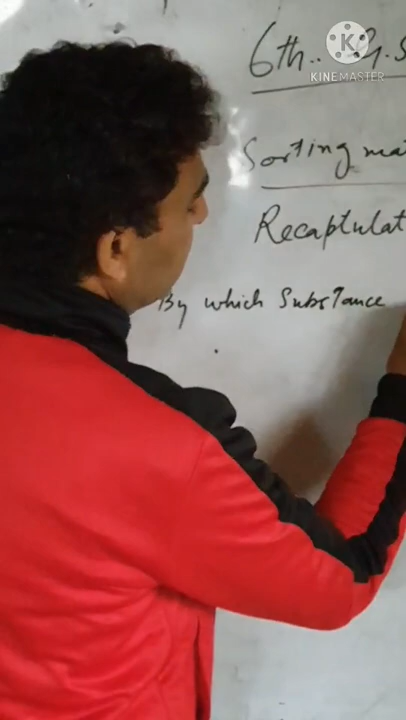 6th.. G.S
KINEMASTER
Sorting ma
Recaptulat
By which Substance